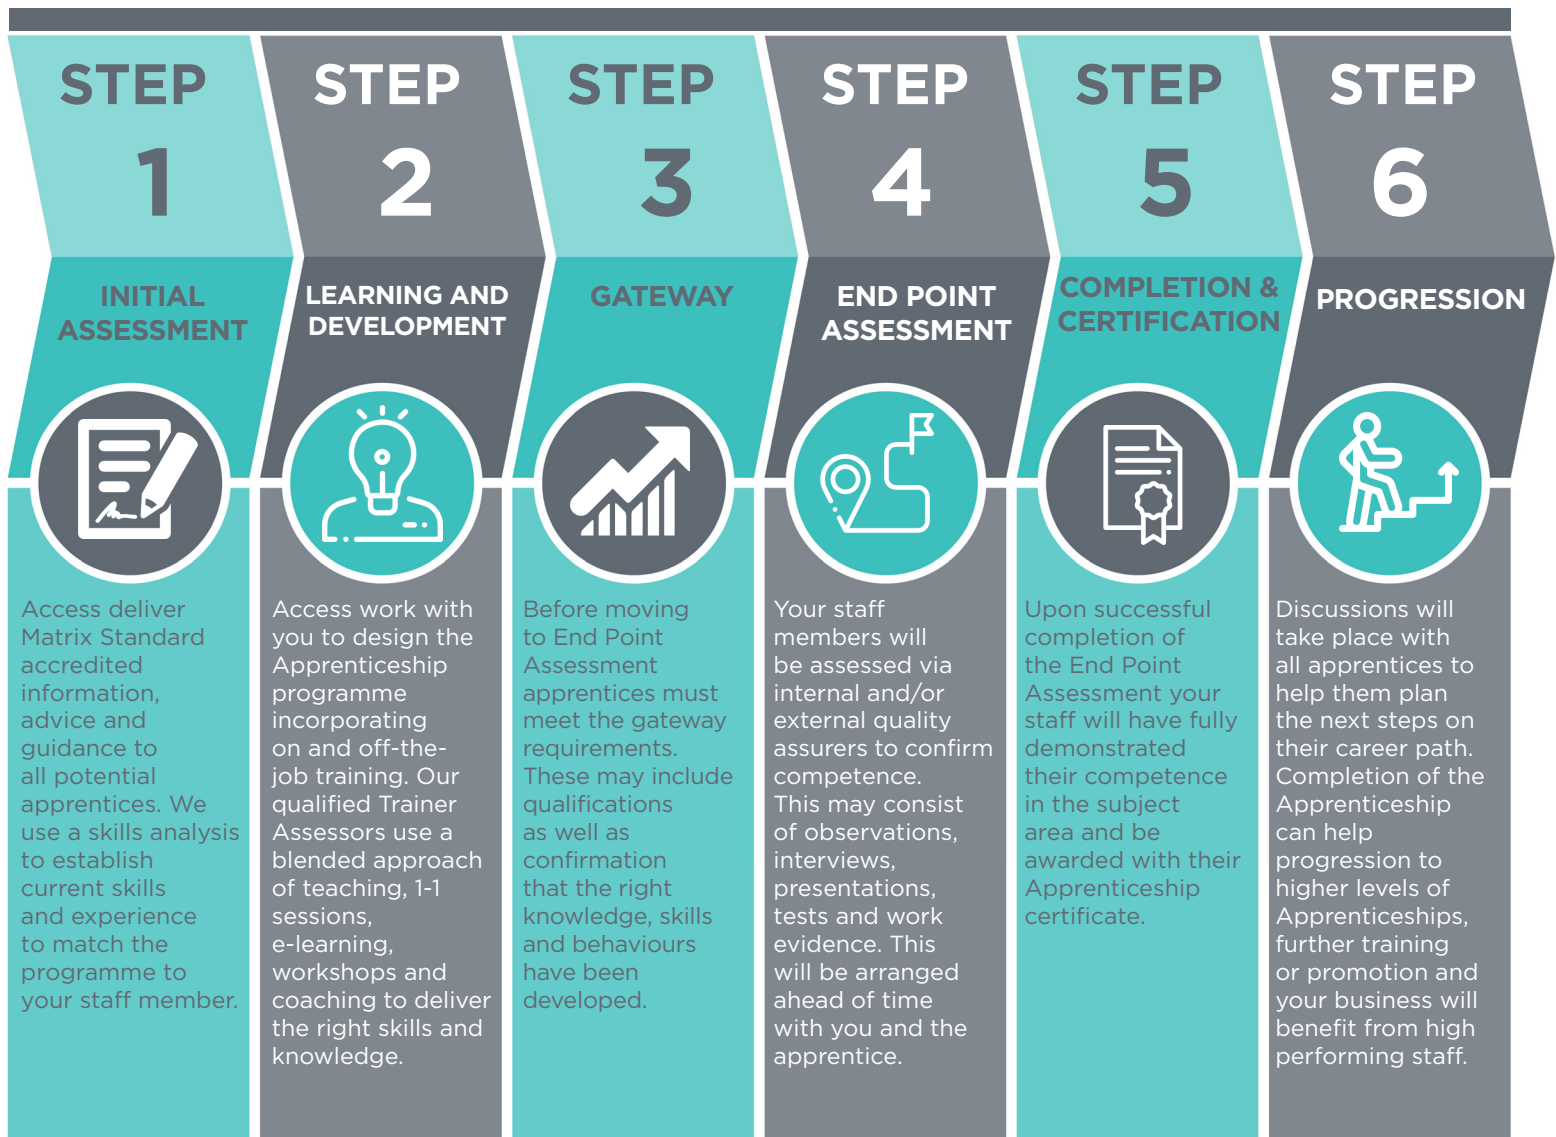 STEP
1
INITIAL
ASSESSMENT
Access deliver
Matrix Standard
accredited
information,
advice and
guidance to
all potential
apprentices. We
use a skills analysis
to establish
current skills
and experience
to match the
programme to
your staff member.
STEP
2
LEARNING AND
DEVELOPMENT
Access work with
you to design the
Apprenticeship
programme
incorporating
on and off-the-
job training. Our
qualified Trainer
Assessors use a
blended approach
of teaching, 1-1
sessions,
e-learning,
workshops and
coaching to deliver
the right skills and
knowledge.
STEP
3
GATEWAY
Before moving
to End Point
Assessment
apprentices must
meet the gateway
requirements.
These may include
qualifications
as well as
confirmation
that the right
knowledge, skills
and behaviours
have been
developed.
STEP
4
END POINT
ASSESSMENT
Your staff
members will
be assessed via
internal and/or
external quality
assurers to confirm
competence.
This may consist
of observations,
interviews,
presentations,
tests and work
evidence. This
will be arranged
ahead of time
with you and the
apprentice.
STEP
5
COMPLETION &
CERTIFICATION
Upon successful
completion of
the End Point
Assessment your
staff will have fully
demonstrated
their competence
in the subject
area and be
awarded with their
Apprenticeship
certificate.
STEP
6
PROGRESSION
Discussions will
take place with
all apprentices to
help them plan
the next steps on
their career path.
Completion of the
Apprenticeship
can help
progression to
higher levels of
Apprenticeships,
further training
or promotion and
your business will
benefit from high
performing staff.